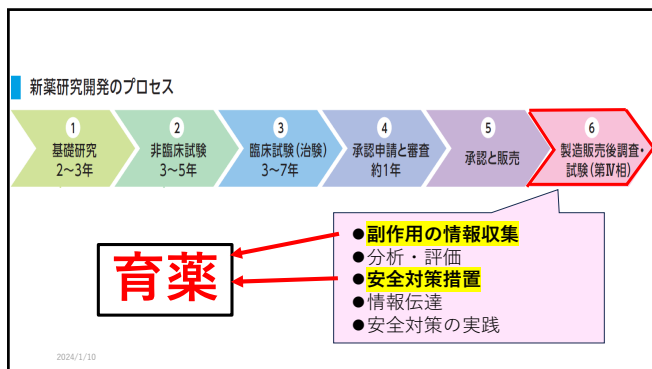 新薬研究開発のプロセス
1
基礎研究
2～3年
2
非臨床試験
3～5年
3
臨床試験(治験)
3～7年
4
承認申請と審査
約1年
5
承認と販売
6
製造販売後調査・
試験(第Ⅳ相)
育薬
●副作用の情報収集
●分析・評価
●安全対策措置
●情報伝達
●安全対策の実践
2024/1/10